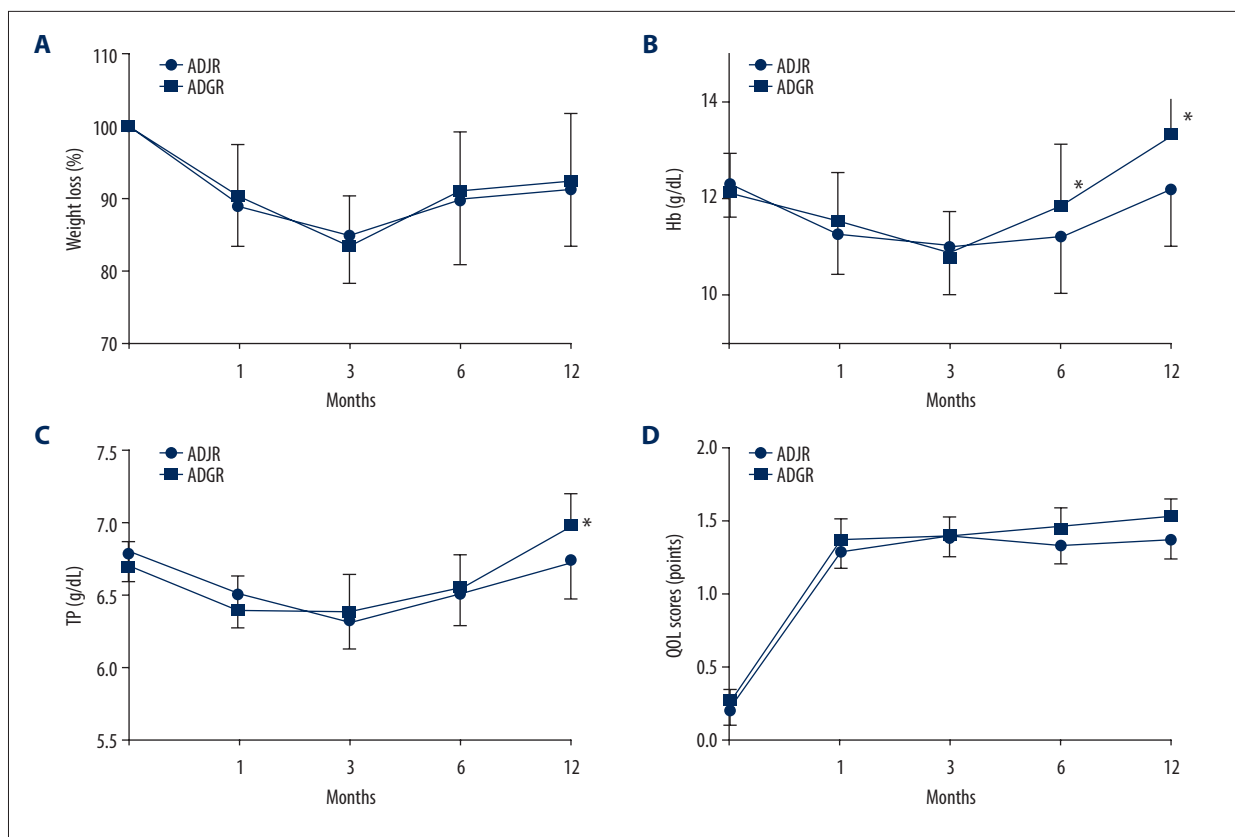 A
110
100
90
80
70
Weight loss (%)
ADJR
ADGR
1 3 6 12
Months
B
14
12
10
Hb (g/dL)
ADJR
ADGR
*
*
1 3 6 12
Months
C
7.5
7.0
6.5
6.0
5.5
TP (g/dL)
ADJR
ADGR
*
1 3 6 12
Months
D
2.0
1.5
1.0
0.5
0.0
QOL scores (points)
ADJR
ADGR
1 3 6 12
Months